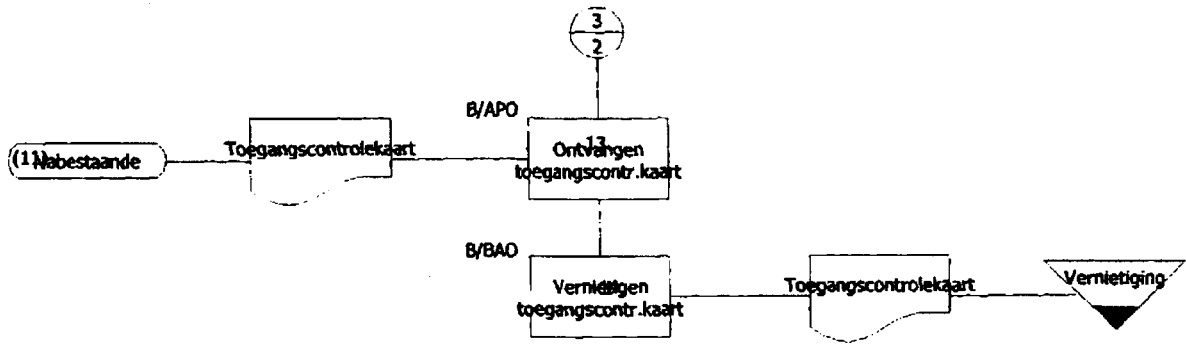 3
2
B/APO
(11) Nabestaande
Toegangscontrolekaart
13
Ontvangen
toegangscontr.kaart
B/BAO
Vernietigen
toegangscontr.kaart
Toegangscontrolekaart
Vernietiging